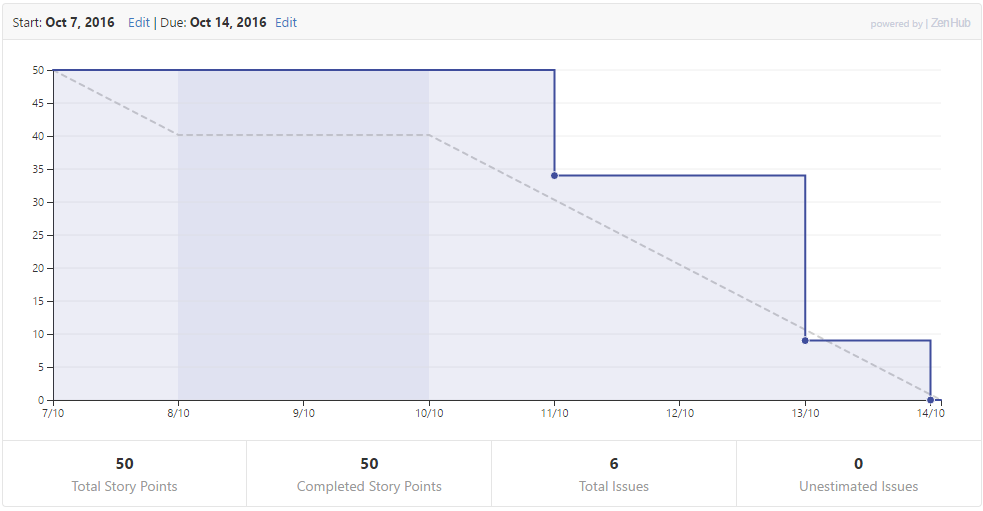 Start: Oct 7, 2016 Edit | Due: Oct 14, 2016 Edit
powered by | ZenHub
50
45
40
35
30
25
20
15
10
5
0
7/10 8/10 9/10 10/10 11/10 12/10 13/10 14/10
50 50 6 0
Total Story Points Completed Story Points Total Issues Unestimated Issues